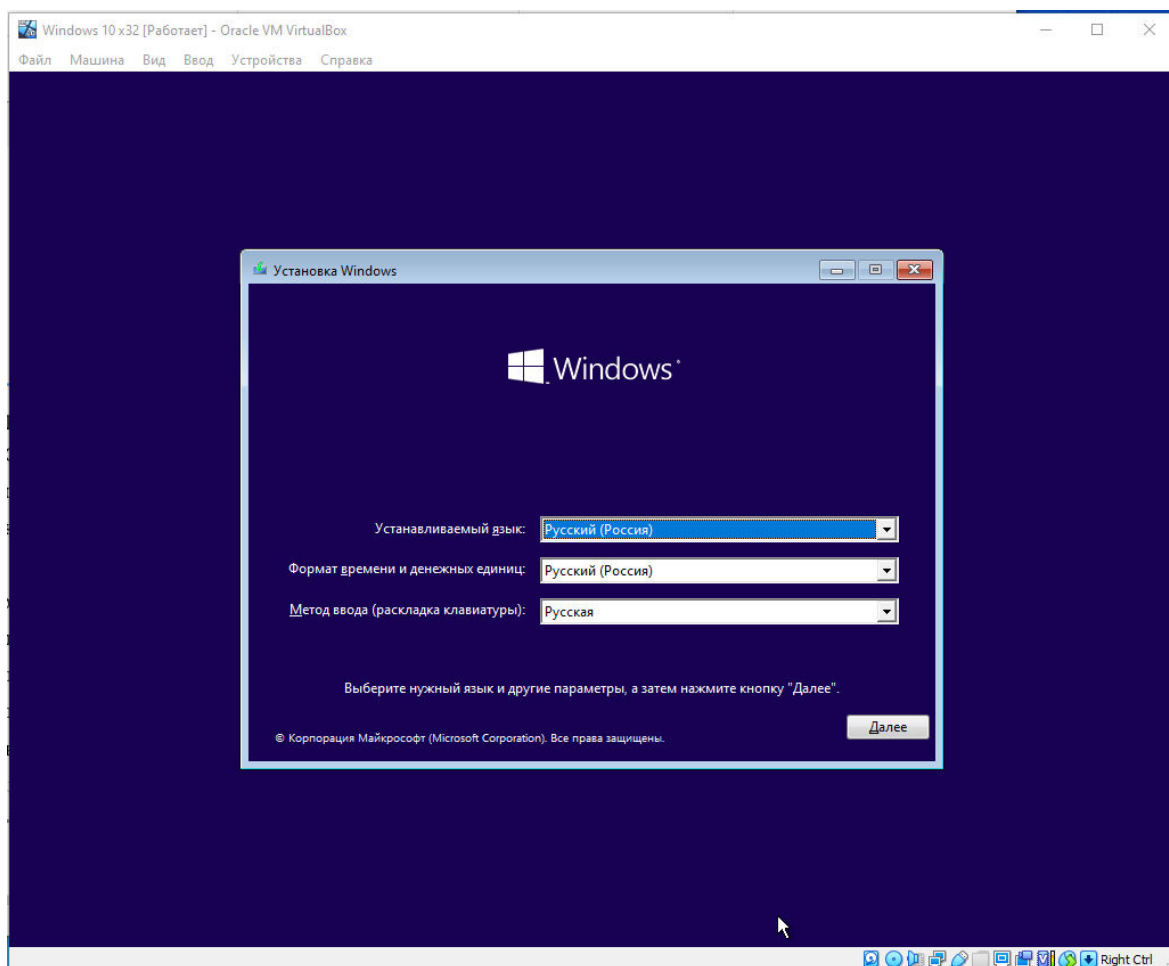 Windows 10 x32 [Работает] - Oracle VM VirtualBox
Файл Машина Вид Ввод Устройства Справка
Установка Windows
Windows
Устанавливаемый язык: Русский (Россия)
Формат времени и денежных единиц: Русский (Россия)
Метод ввода (раскладка клавиатуры): Русская
Выберите нужный язык и другие параметры, а затем нажмите кнопку "Далее".
Далее
© Корпорация Майкрософт (Microsoft Corporation). Все права защищены.
Right Ctrl